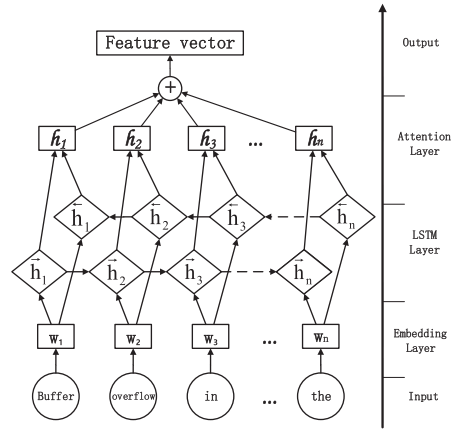 Feature vector
Output
+
h₁ h₂ h₃ ... hₙ
Attention
Layer
←h₁ ←h₂ ←h₃ ←hₙ
LSTM
Layer
→h₁ →h₂ →h₃ →hₙ
w₁ w₂ w₃ ... wₙ
Embedding
Layer
Buffer overflow in ... the
Input